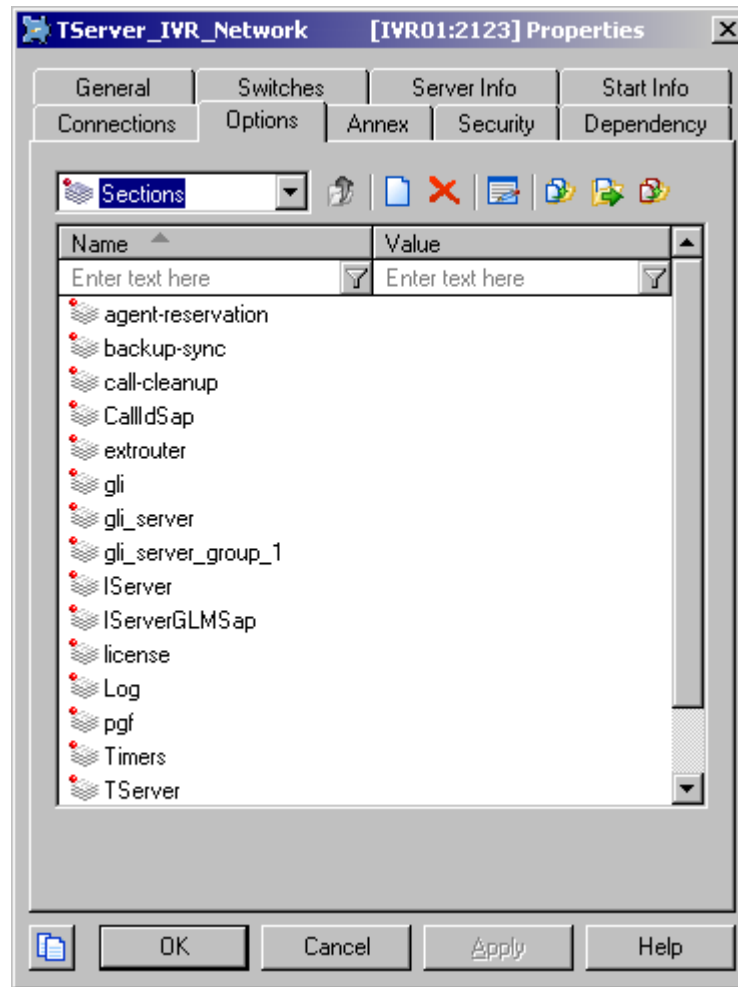 TServer_IVR_Network [IVR01:2123] Properties
General Switches Server Info Start Info
Connections Options Annex Security Dependency
Sections
Name Value
Enter text here Enter text here
agent-reservation
backup-sync
call-cleanup
CallIdSap
extrouter
gli
gli_server
gli_server_group_1
IServer
IServerGLMSap
license
Log
pgf
Timers
TServer
OK Cancel Apply Help